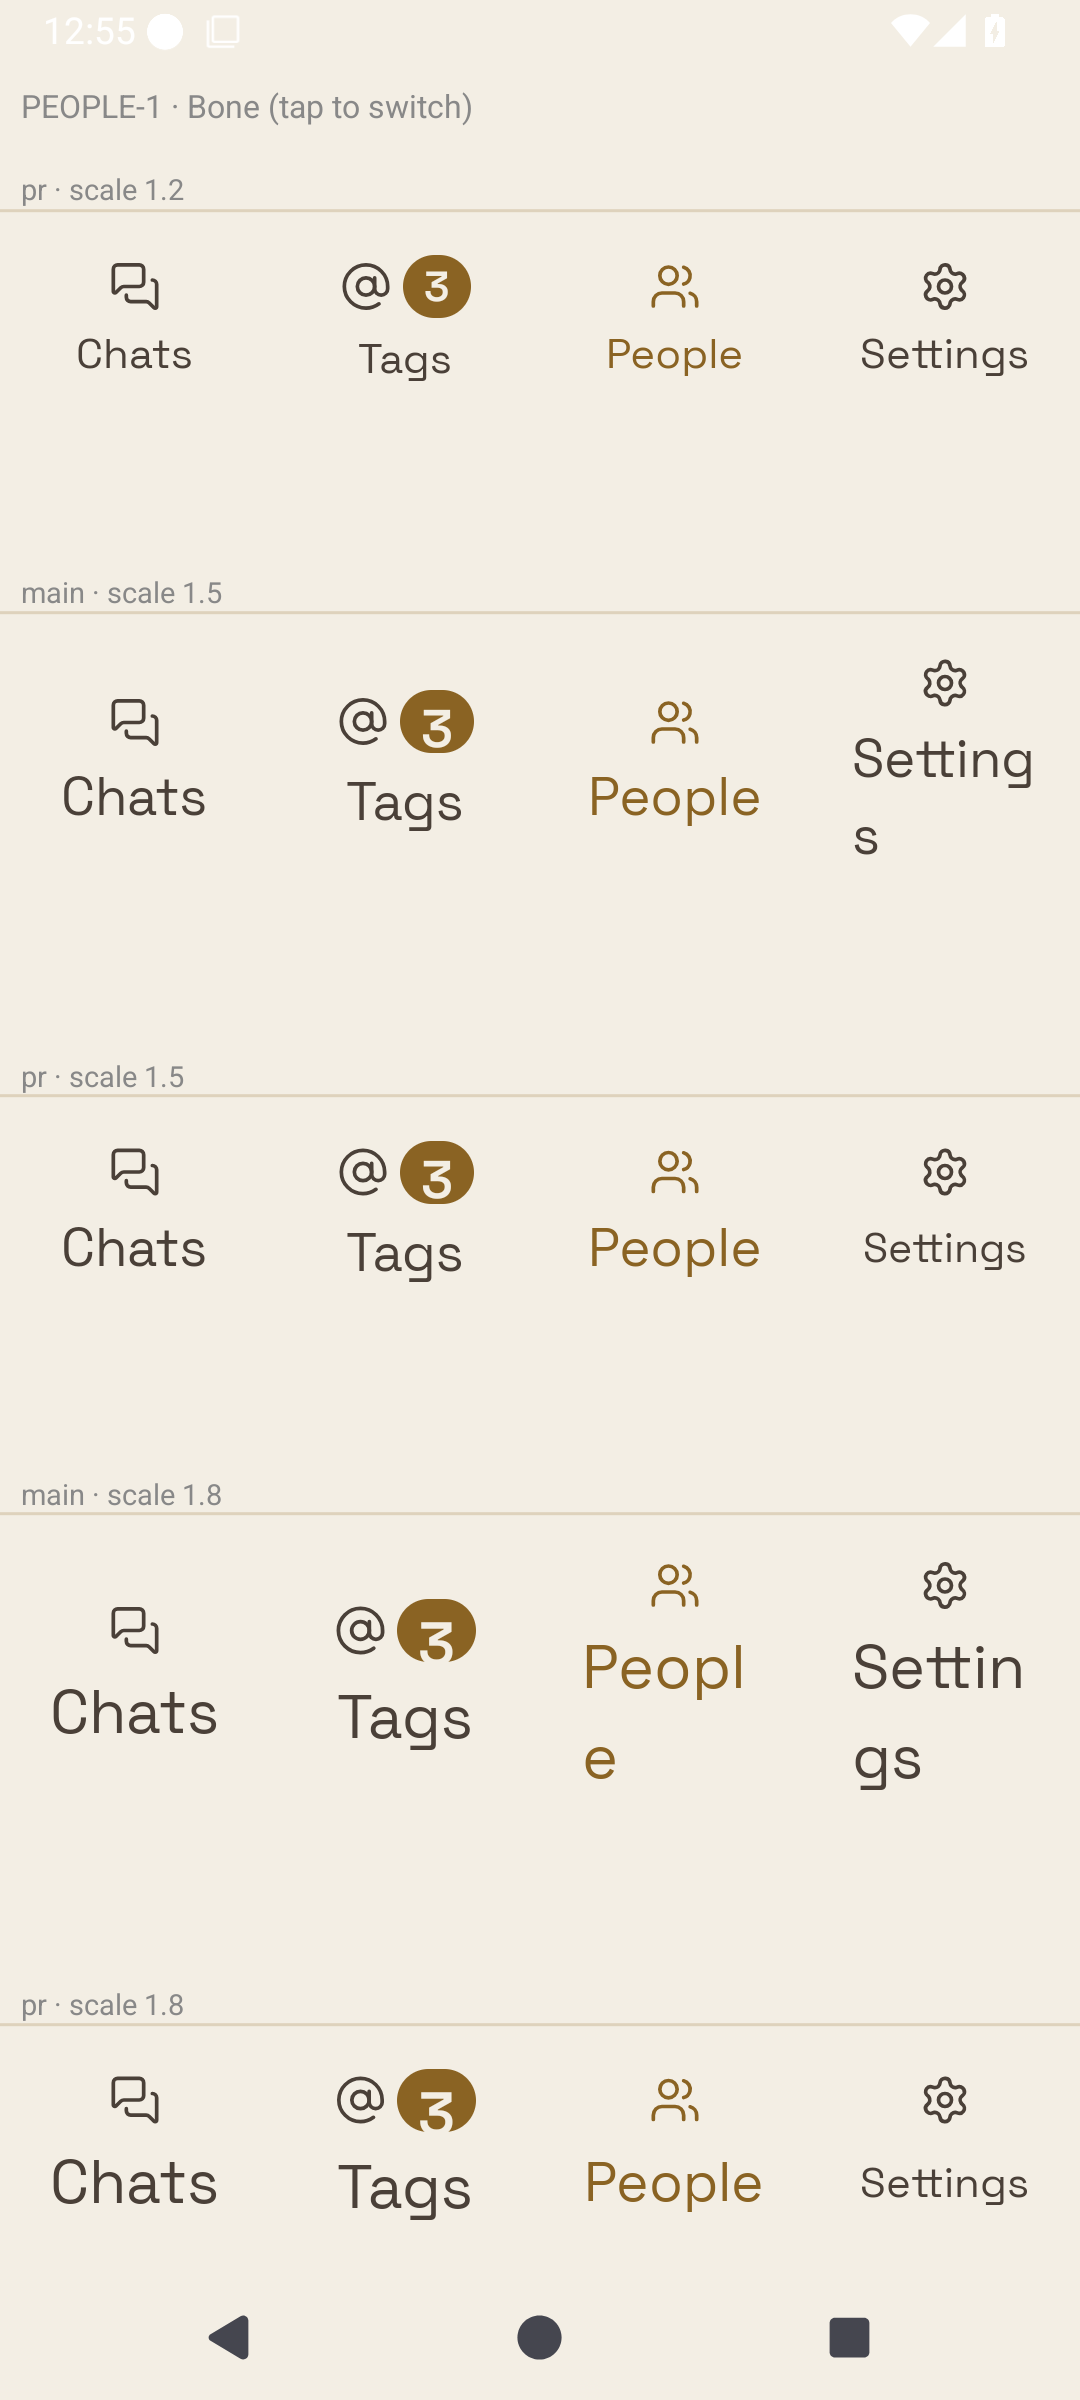 12:55
PEOPLE-1 · Bone (tap to switch)
pr · scale 1.2
3
Chats Tags People Settings
main · scale 1.5
3
Chats Tags People Setting
s
pr · scale 1.5
3
Chats Tags People Settings
main · scale 1.8
3
Chats Tags Peopl Settin
e gs
pr · scale 1.8
3
Chats Tags People Settings